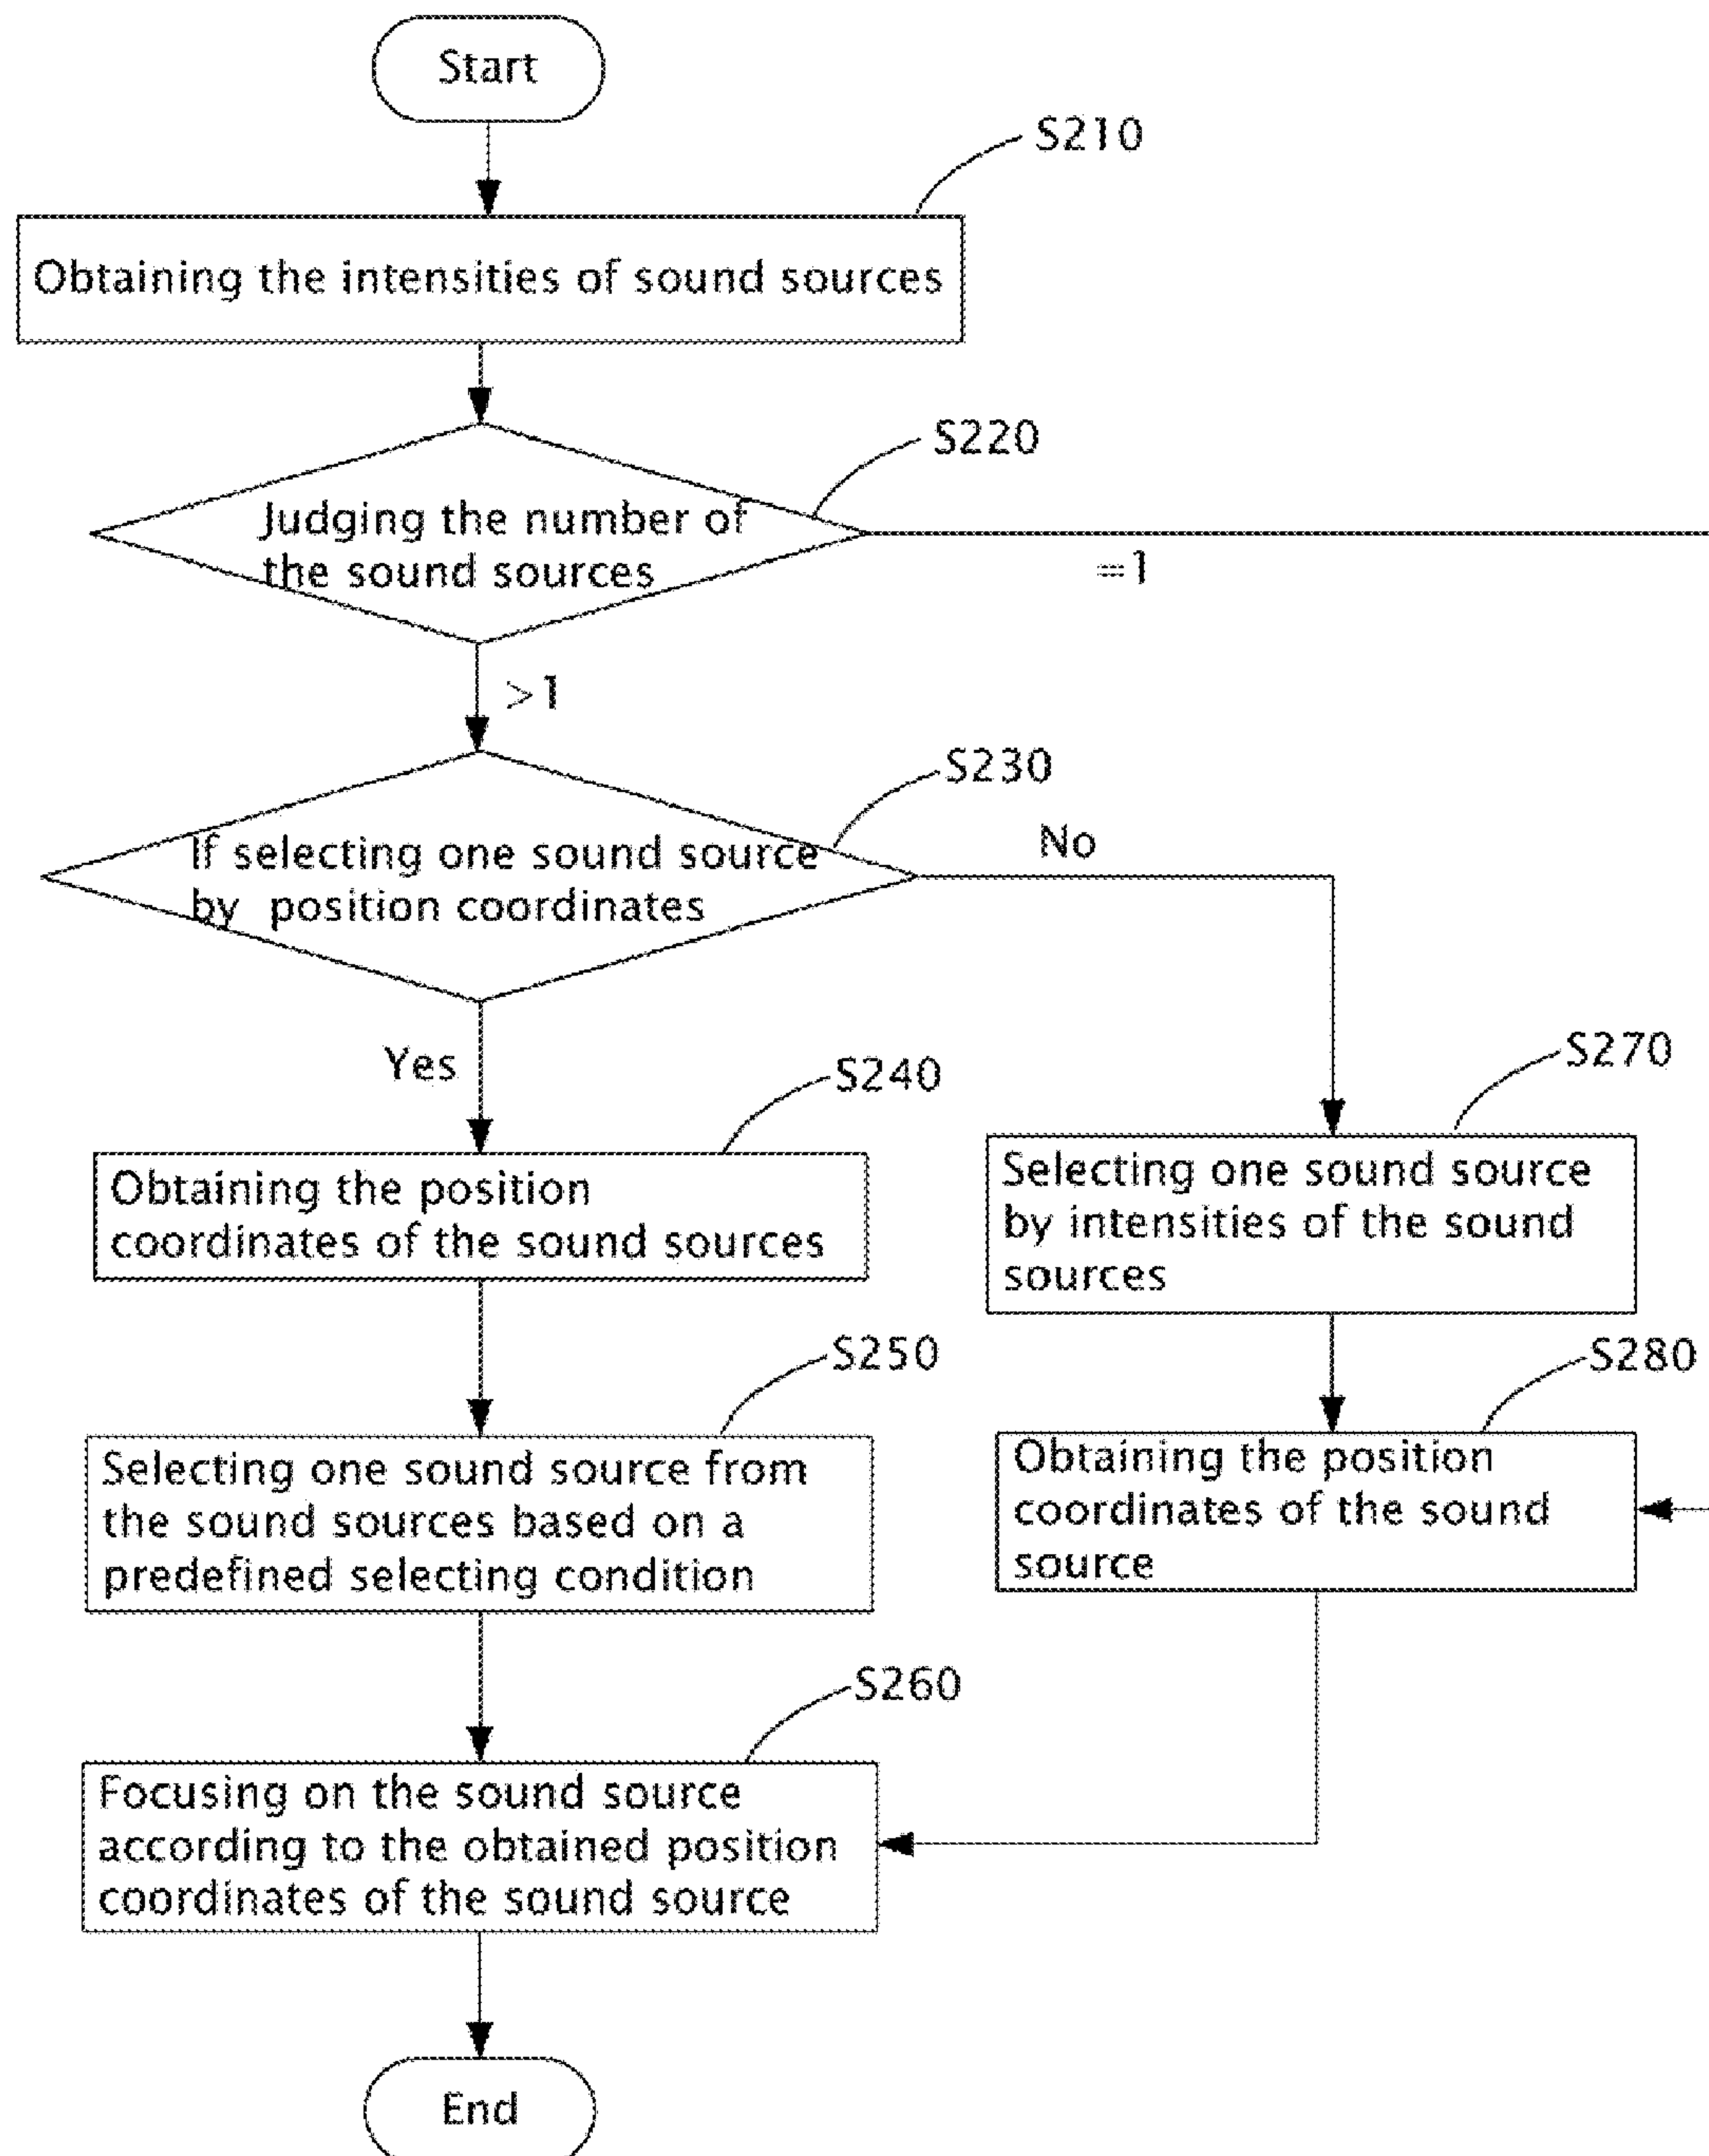 Start
S210
Obtaining the intensities of sound sources
S220
Judging the number of
the sound sources
=1
>1
S230
If selecting one sound source
by position coordinates
No
Yes
S240
Obtaining the position
coordinates of the sound sources
S270
Selecting one sound source
by intensities of the sound
sources
S250
Selecting one sound source from
the sound sources based on a
predefined selecting condition
S280
Obtaining the position
coordinates of the sound
source
S260
Focusing on the sound source
according to the obtained position
coordinates of the sound source
End